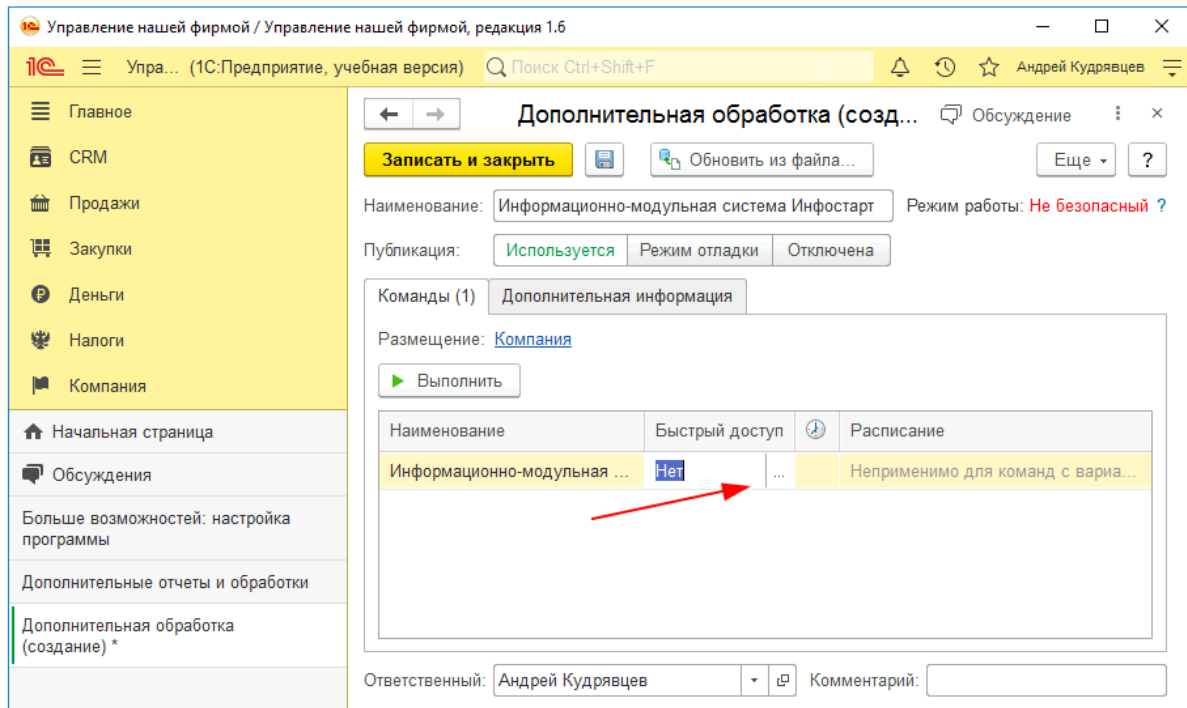 Управление нашей фирмой / Управление нашей фирмой, редакция 1.6
Упра... (1С:Предприятие, учебная версия) Поиск Ctrl+Shift+F Андрей Кудрявцев
Главное
CRM
Продажи
Закупки
Деньги
Налоги
Компания
Начальная страница
Обсуждения
Больше возможностей: настройка
программы
Дополнительные отчеты и обработки
Дополнительная обработка
(создание) *
Дополнительная обработка (созд... Обсуждение
Записать и закрыть Обновить из файла... Еще ?
Наименование: Информационно-модульная система Инфостарт Режим работы: Не безопасный ?
Публикация: Используется Режим отладки Отключена
Команды (1) Дополнительная информация
Размещение: Компания
Выполнить
Наименование Быстрый доступ Расписание
Информационно-модульная ... Нет ... Неприменимо для команд с вариа...
Ответственный: Андрей Кудрявцев Комментарий: